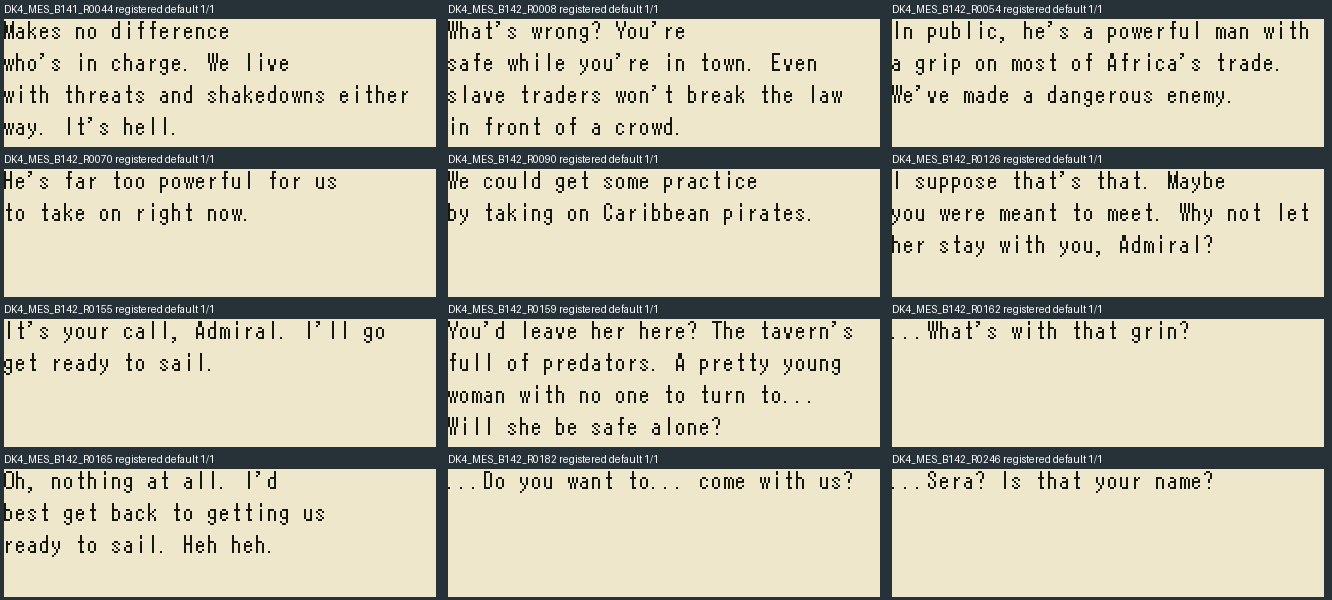 DK4_MES_B141_R0044 registered default 1/1
Makes no difference
who's in charge. We live
with threats and shakedowns either
way. It's hell.
DK4_MES_B142_R0008 registered default 1/1
What's wrong? You're
safe while you're in town. Even
slave traders won't break the law
in front of a crowd.
DK4_MES_B142_R0054 registered default 1/1
In public, he's a powerful man with
a grip on most of Africa's trade.
We've made a dangerous enemy.
DK4_MES_B142_R0070 registered default 1/1
He's far too powerful for us
to take on right now.
DK4_MES_B142_R0090 registered default 1/1
We could get some practice
by taking on Caribbean pirates.
DK4_MES_B142_R0126 registered default 1/1
I suppose that's that. Maybe
you were meant to meet. Why not let
her stay with you, Admiral?
DK4_MES_B142_R0155 registered default 1/1
It's your call, Admiral. I'll go
get ready to sail.
DK4_MES_B142_R0159 registered default 1/1
You'd leave her here? The tavern's
full of predators. A pretty young
woman with no one to turn to...
Will she be safe alone?
DK4_MES_B142_R0162 registered default 1/1
...What's with that grin?
DK4_MES_B142_R0165 registered default 1/1
Oh, nothing at all. I'd
best get back to getting us
ready to sail. Heh heh.
DK4_MES_B142_R0182 registered default 1/1
...Do you want to... come with us?
DK4_MES_B142_R0246 registered default 1/1
...Sera? Is that your name?